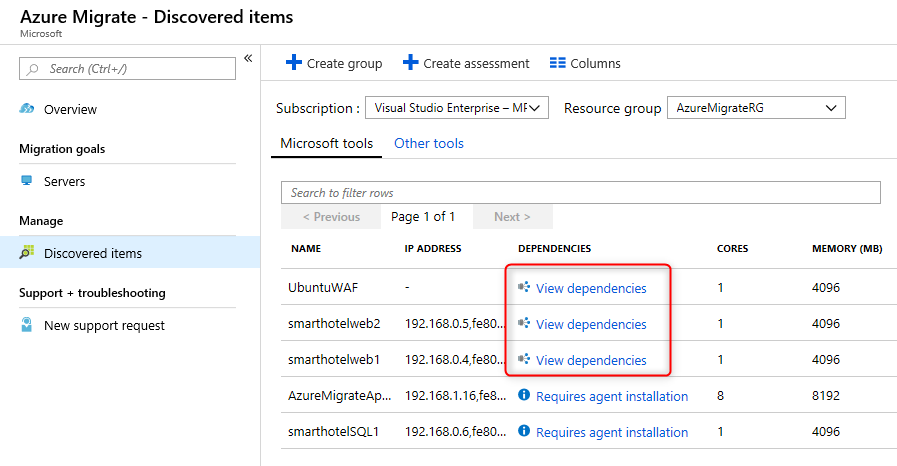 Azure Migrate - Discovered items
Microsoft
Search (Ctrl+/)
«
Overview
Migration goals
Servers
Manage
Discovered items
Support + troubleshooting
New support request
Create group Create assessment Columns
Subscription : Visual Studio Enterprise – MF Resource group AzureMigrateRG
Microsoft tools Other tools
Search to filter rows
< Previous Page 1 of 1 Next >
NAME IP ADDRESS DEPENDENCIES CORES MEMORY (MB)
UbuntuWAF - View dependencies 1 4096
smarthotelweb2 192.168.0.5,fe80... View dependencies 1 4096
smarthotelweb1 192.168.0.4,fe80... View dependencies 1 4096
AzureMigrateAp... 192.168.1.16,fe8... Requires agent installation 8 8192
smarthotelSQL1 192.168.0.6,fe80... Requires agent installation 1 4096